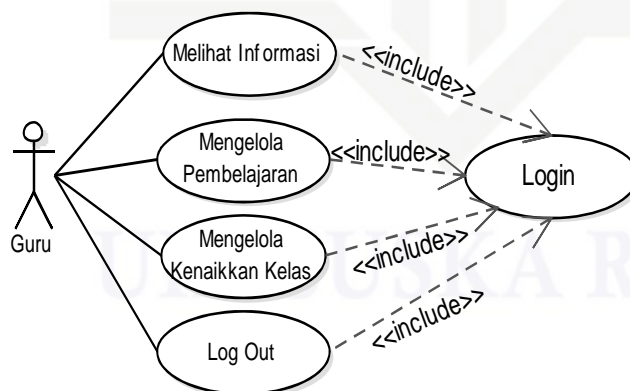 Melihat Informasi
<<include>>
Mengelola
Pembelajaran
<<include>>
Login
Guru
Mengelola
Kenaikkan Kelas
<<include>>
Log Out
<<include>>